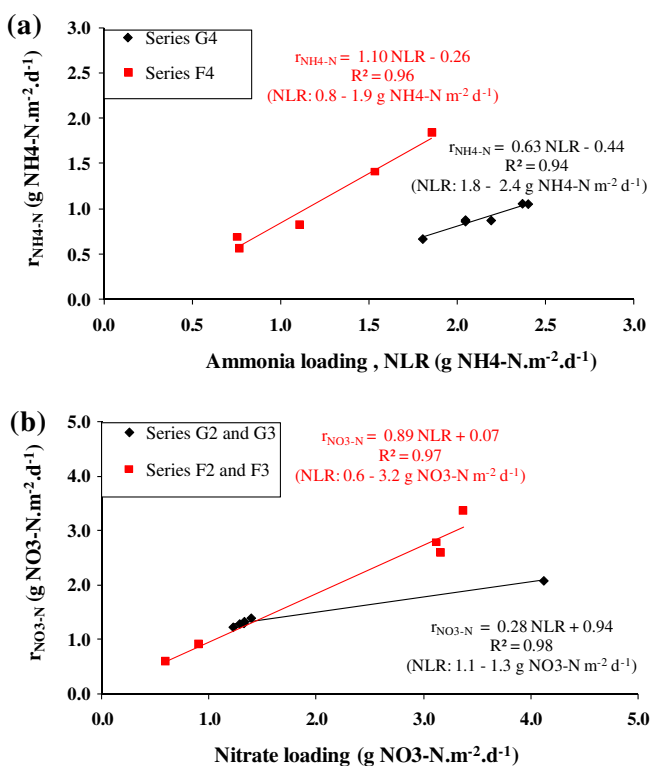 (a)
Series G4
Series F4
r_NH4-N = 1.10 NLR - 0.26
R² = 0.96
(NLR: 0.8 - 1.9 g NH4-N m⁻² d⁻¹)
r_NH4-N = 0.63 NLR - 0.44
R² = 0.94
(NLR: 1.8 - 2.4 g NH4-N m⁻² d⁻¹)
r_NH4-N (g NH4-N.m⁻².d⁻¹)
3.0
2.5
2.0
1.5
1.0
0.5
0.0
0.0 0.5 1.0 1.5 2.0 2.5 3.0
Ammonia loading , NLR (g NH4-N.m⁻².d⁻¹)
(b)
Series G2 and G3
Series F2 and F3
r_NO3-N = 0.89 NLR + 0.07
R² = 0.97
(NLR: 0.6 - 3.2 g NO3-N m⁻² d⁻¹)
r_NO3-N = 0.28 NLR + 0.94
R² = 0.98
(NLR: 1.1 - 1.3 g NO3-N m⁻² d⁻¹)
r_NO3-N (g NO3-N.m⁻².d⁻¹)
5.0
4.0
3.0
2.0
1.0
0.0
0.0 1.0 2.0 3.0 4.0 5.0
Nitrate loading (g NO3-N.m⁻².d⁻¹)